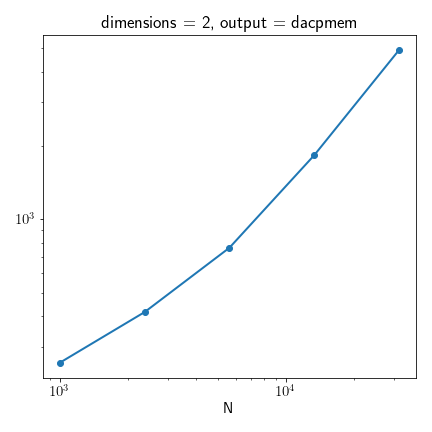 dimensions = 2, output = dacpmem
10³
10³
10⁴
N